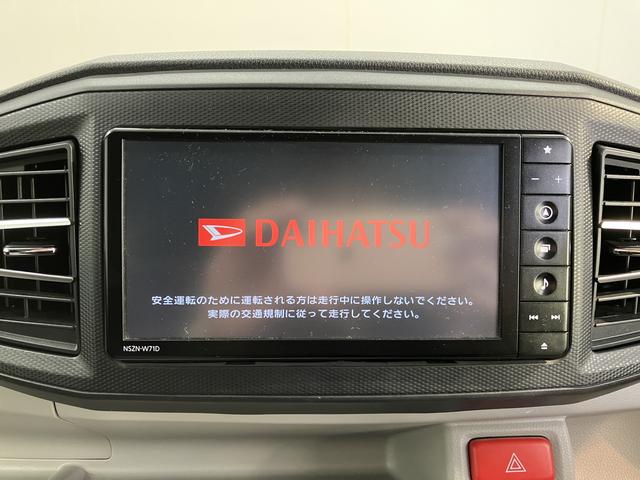 DAIHATSU
安全運転のために運転される方は走行中に操作しないでください。
実際の交通規制に従って走行してください。
NSZN-W71D